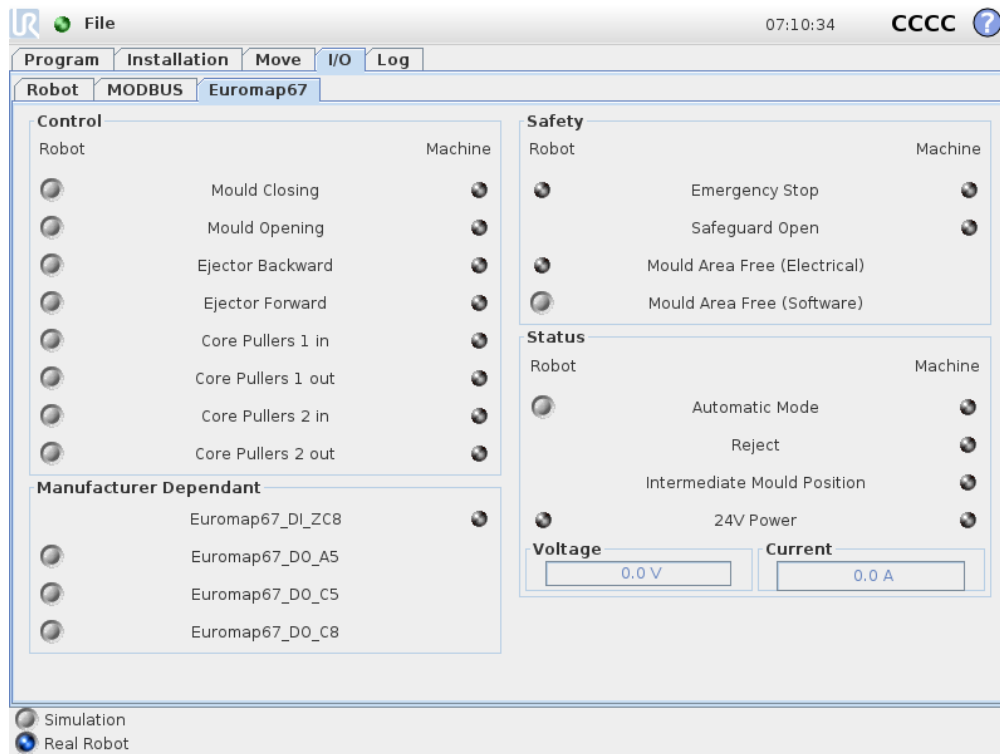 UR File 07:10:34 CCCC ?
Program Installation Move I/O Log
Robot MODBUS Euromap67
Control
Robot Machine
Mould Closing
Mould Opening
Ejector Backward
Ejector Forward
Core Pullers 1 in
Core Pullers 1 out
Core Pullers 2 in
Core Pullers 2 out
Manufacturer Dependant
Euromap67_DI_ZC8
Euromap67_DO_A5
Euromap67_DO_C5
Euromap67_DO_C8
Safety
Robot Machine
Emergency Stop
Safeguard Open
Mould Area Free (Electrical)
Mould Area Free (Software)
Status
Robot Machine
Automatic Mode
Reject
Intermediate Mould Position
24V Power
Voltage Current
0.0 V 0.0 A
Simulation
Real Robot